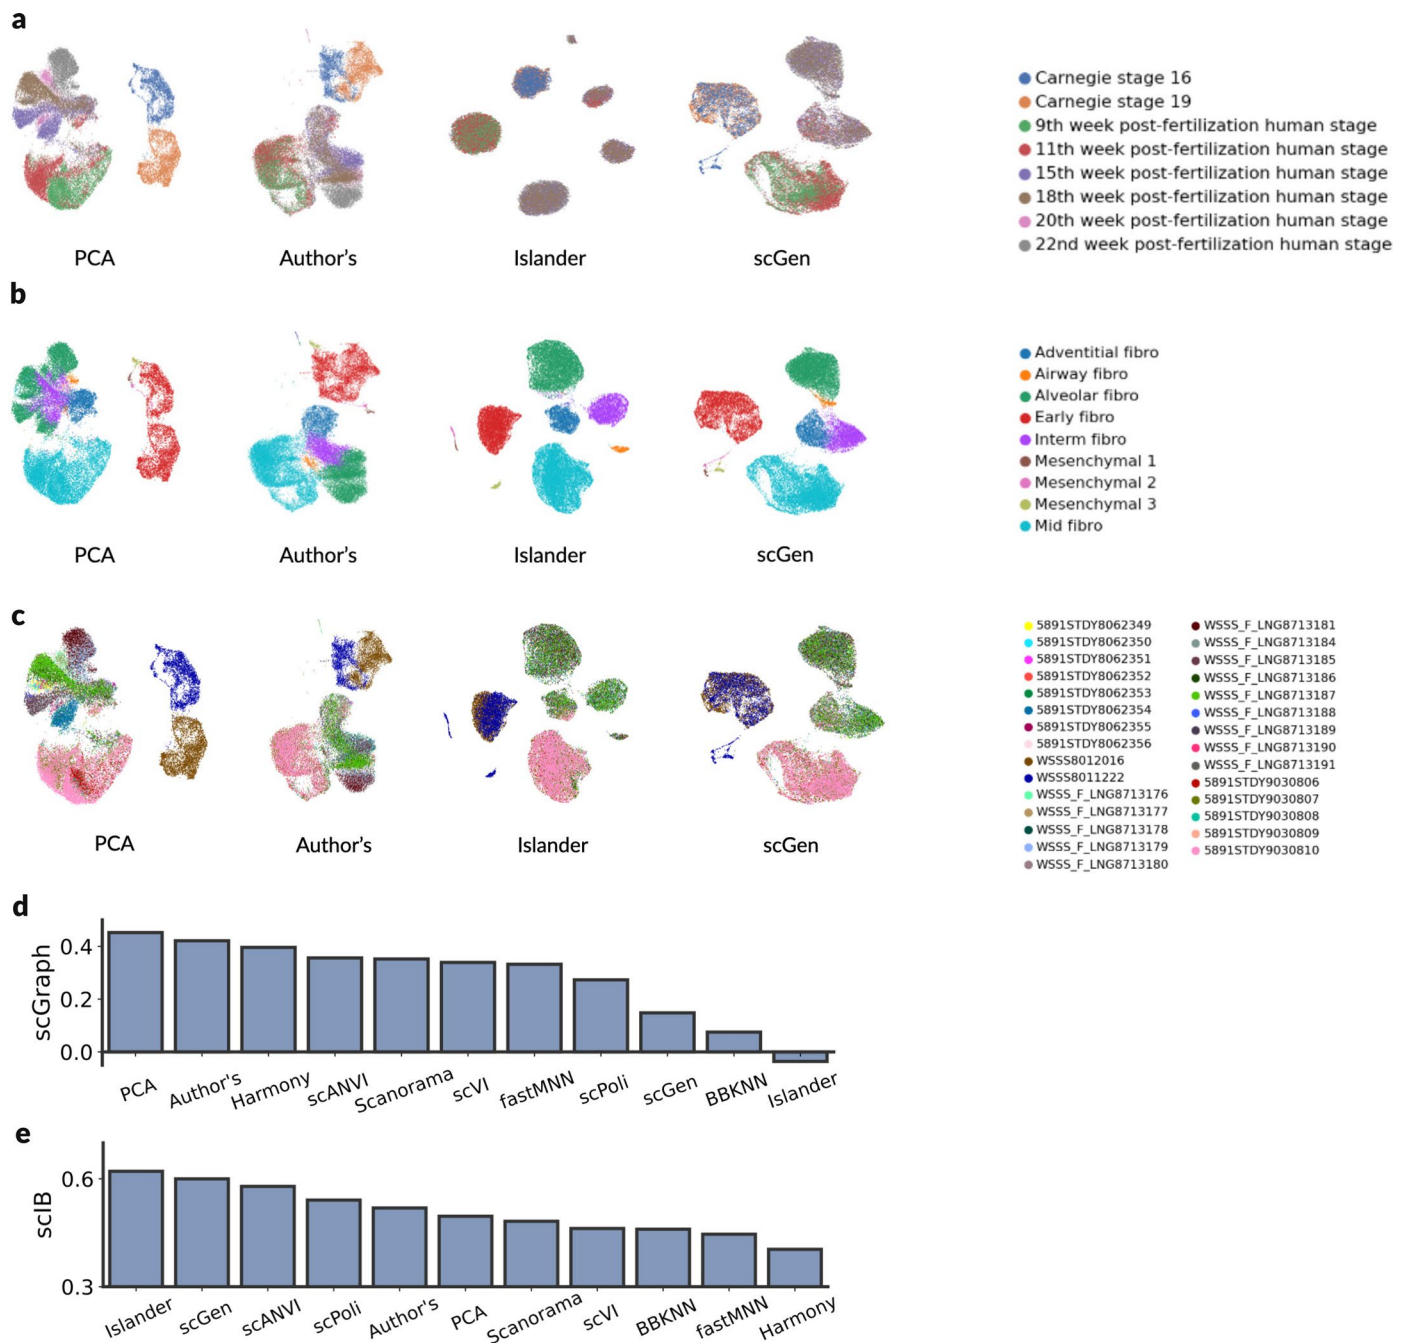 a
Carnegie stage 16
Carnegie stage 19
9th week post-fertilization human stage
11th week post-fertilization human stage
15th week post-fertilization human stage
18th week post-fertilization human stage
20th week post-fertilization human stage
22nd week post-fertilization human stage
PCA
Author's
Islander
scGen
b
Adventitial fibro
Airway fibro
Alveolar fibro
Early fibro
Interm fibro
Mesenchymal 1
Mesenchymal 2
Mesenchymal 3
Mid fibro
PCA
Author's
Islander
scGen
c
5891STDY8062349
5891STDY8062350
5891STDY8062351
5891STDY8062352
5891STDY8062353
5891STDY8062354
5891STDY8062355
5891STDY8062356
WSSS8012016
WSSS8011222
WSSS_F_LNG8713176
WSSS_F_LNG8713177
WSSS_F_LNG8713178
WSSS_F_LNG8713179
WSSS_F_LNG8713180
WSSS_F_LNG8713181
WSSS_F_LNG8713184
WSSS_F_LNG8713185
WSSS_F_LNG8713186
WSSS_F_LNG8713187
WSSS_F_LNG8713188
WSSS_F_LNG8713189
WSSS_F_LNG8713190
WSSS_F_LNG8713191
5891STDY9030806
5891STDY9030807
5891STDY9030808
5891STDY9030809
5891STDY9030810
PCA
Author's
Islander
scGen
d
scGraph
0.4
0.2
0.0
PCA
Author's
Harmony
scANVI
Scanorama
scVI
fastMNN
scPoli
scGen
BBKNN
Islander
e
scIB
0.6
0.3
Islander
scGen
scANVI
scPoli
Author's
PCA
Scanorama
scVI
BBKNN
fastMNN
Harmony